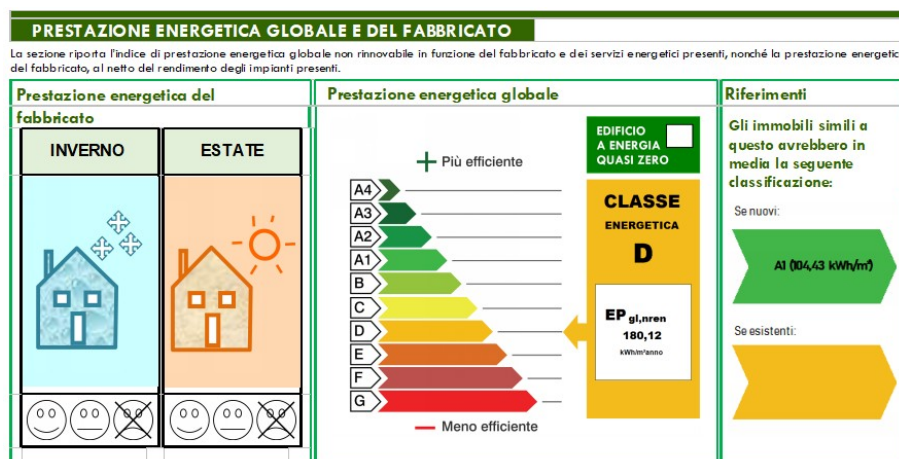 PRESTAZIONE ENERGETICA GLOBALE E DEL FABBRICATO
La sezione riporta l'indice di prestazione energetica globale non rinnovabile in funzione del fabbricato e dei servizi energetici presenti, nonché la prestazione energetica
del fabbricato, al netto del rendimento degli impianti presenti.
Prestazione energetica del
fabbricato
INVERNO
ESTATE
Prestazione energetica globale
Più efficiente
A4
A3
A2
A1
B
C
D
E
F
G
Meno efficiente
EDIFICIO
A ENERGIA
QUASI ZERO
CLASSE
ENERGETICA
D
EP gl,nren
180,12
kWh/m²anno
Riferimenti
Gli immobili simili a
questo avrebbero in
media la seguente
classificazione:
Se nuovi:
A1 (104,43 kWh/m²)
Se esistenti: